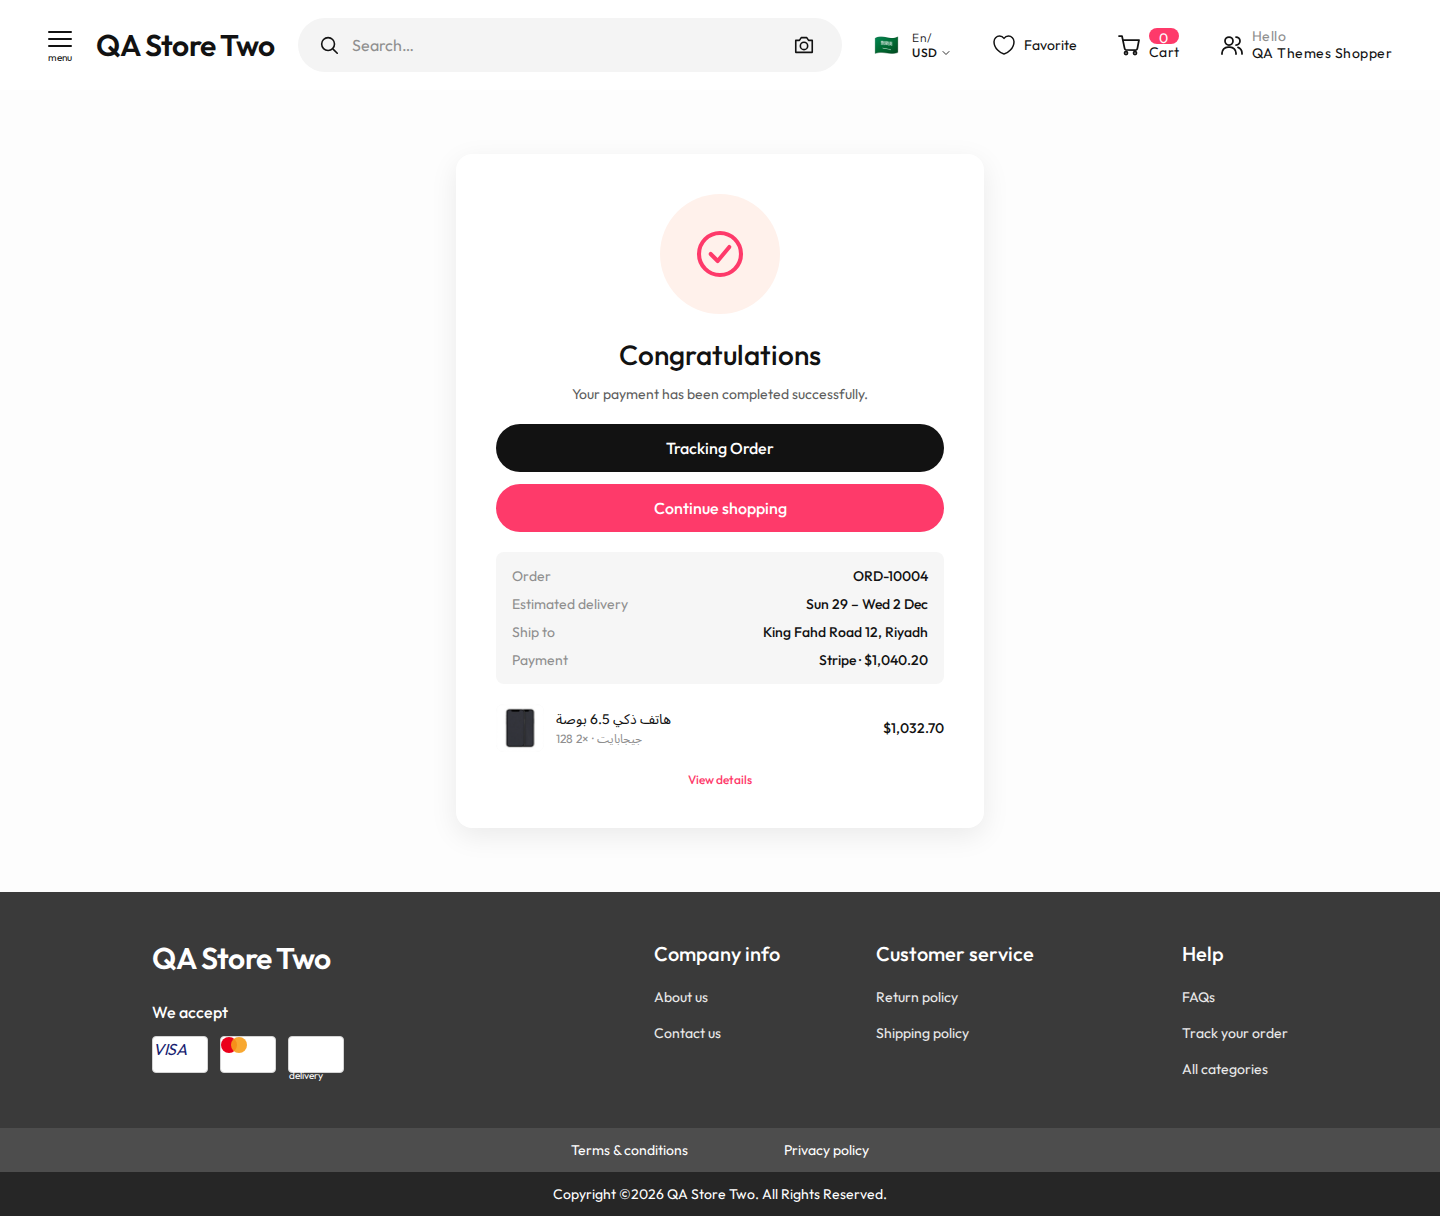 menu
QA Store Two
Search...
En/
USD
Favorite
0
Cart
Hello
QA Themes Shopper
Congratulations
Your payment has been completed successfully.
Tracking Order
Continue shopping
Order ORD-10004
Estimated delivery Sun 29 – Wed 2 Dec
Ship to King Fahd Road 12, Riyadh
Payment Stripe · $1,040.20
هاتف ذكي 6.5 بوصة
128 جيجابايت · ×2
$1,032.70
View details
QA Store Two
We accept
VISA
delivery
Company info
About us
Contact us
Customer service
Return policy
Shipping policy
Help
FAQs
Track your order
All categories
Terms & conditions
Privacy policy
Copyright ©2026 QA Store Two. All Rights Reserved.